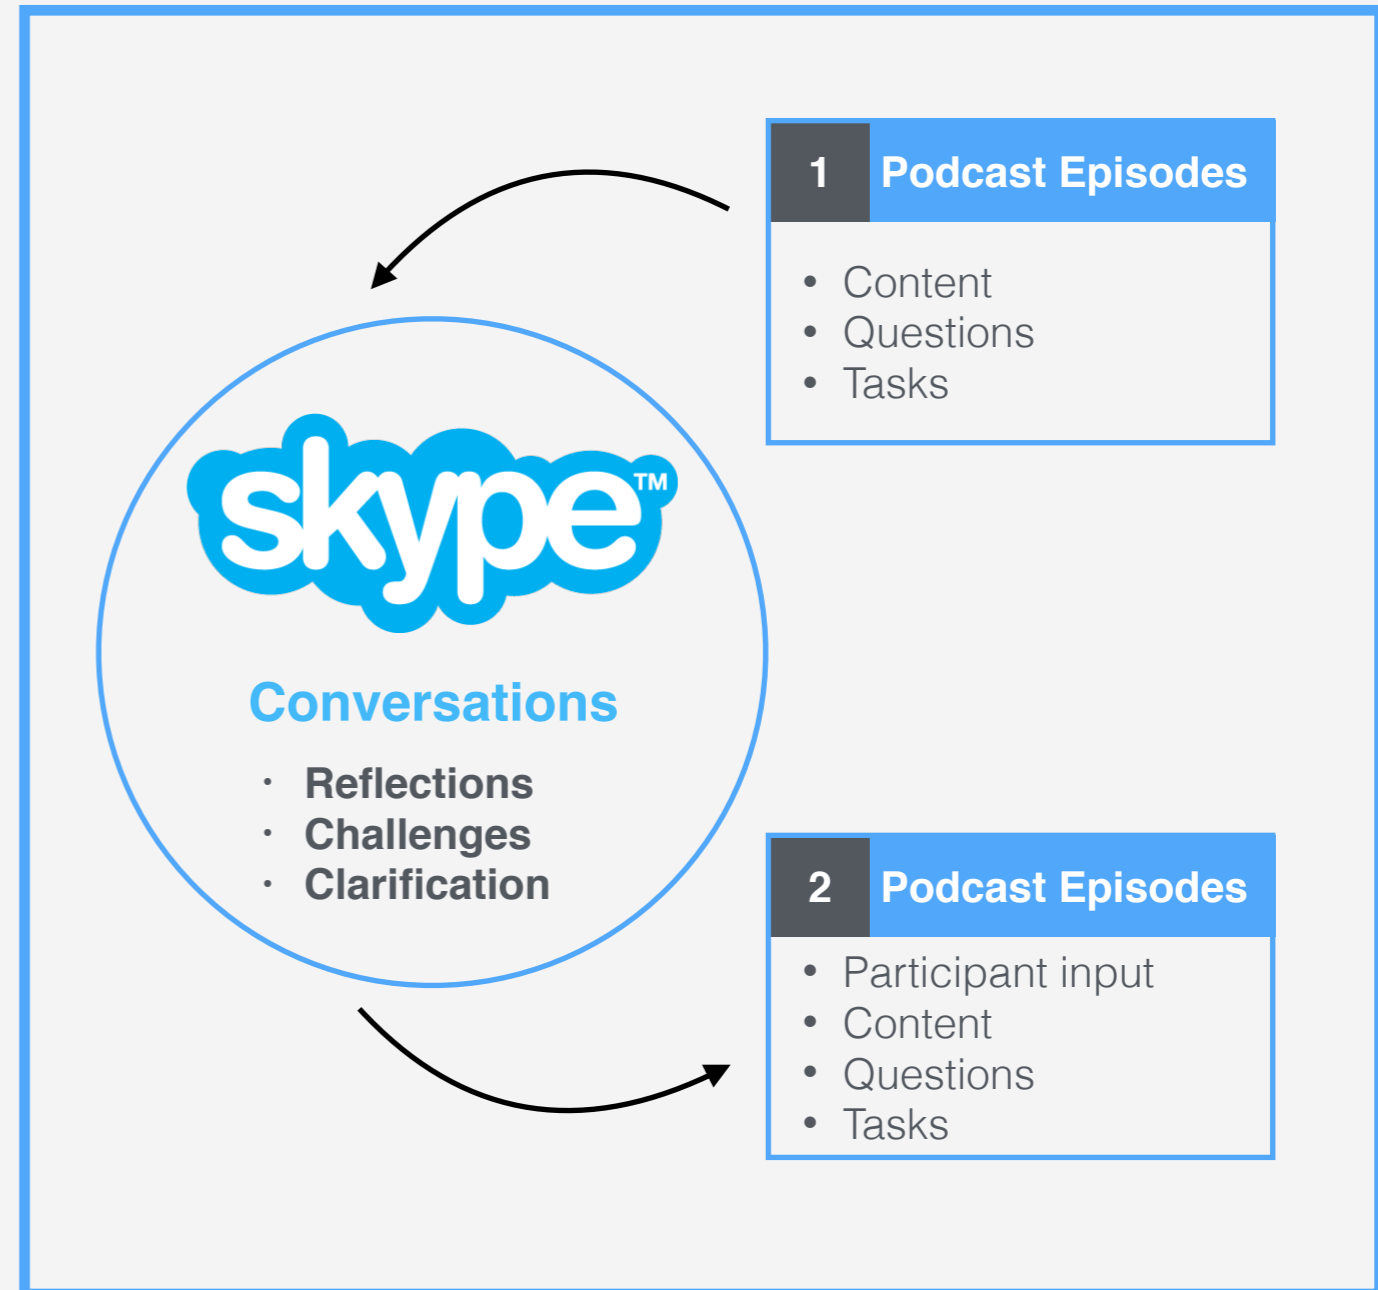 1 Podcast Episodes
• Content
• Questions
• Tasks
skype™
Conversations
• Reflections
• Challenges
• Clarification
2 Podcast Episodes
• Participant input
• Content
• Questions
• Tasks